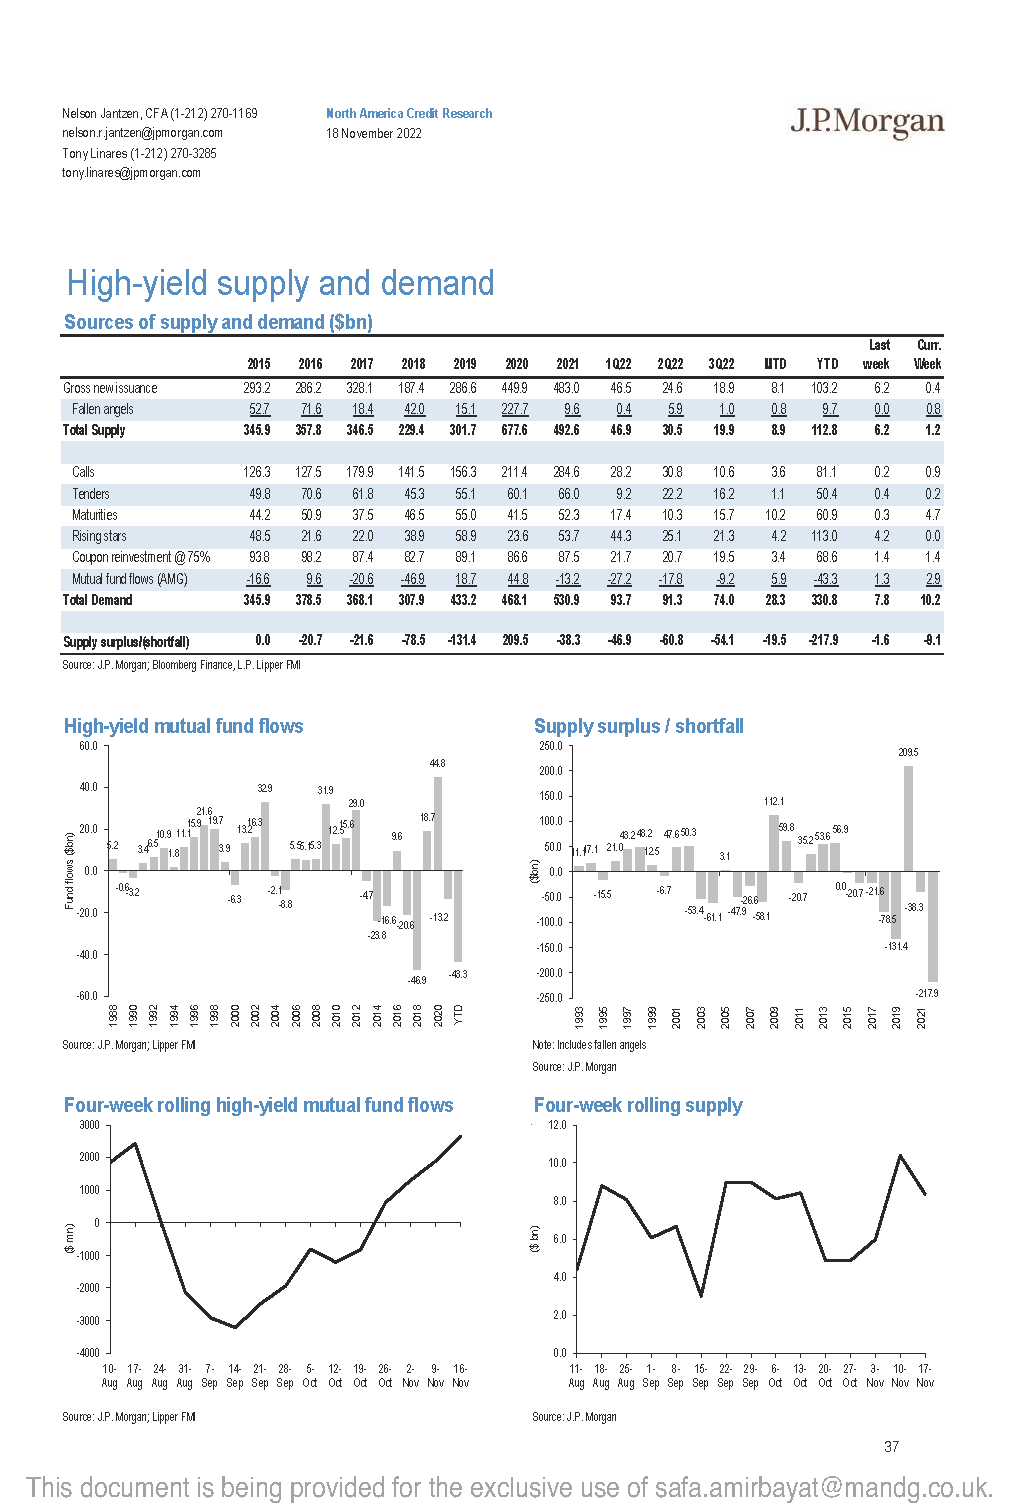 Nelson Jantzen, CFA (1-212) 270-1169
nelson.r.jantzen@jpmorgan.com
Tony Linares (1-212) 270-3285
tony.linares@jpmorgan.com
North America Credit Research
18 November 2022
J.P.Morgan
High-yield supply and demand
Sources of supply and demand ($bn)
2015 2016 2017 2018 2019 2020 2021 1Q22 2Q22 3Q22 MTD YTD Last week Curr. Week
Gross new issuance 293.2 286.2 328.1 187.4 286.6 449.9 483.0 46.5 24.6 18.9 8.1 103.2 6.2 0.4
Fallen angels 52.7 71.6 18.4 42.0 15.1 227.7 9.6 0.4 5.9 1.0 0.8 9.7 0.0 0.8
Total Supply 345.9 357.8 346.5 229.4 301.7 677.6 492.6 46.9 30.5 19.9 8.9 112.8 6.2 1.2
Calls 126.3 127.5 179.9 141.5 156.3 211.4 284.6 28.2 30.8 10.6 3.6 81.1 0.2 0.9
Tenders 49.8 70.6 61.8 45.3 55.1 60.1 66.0 9.2 22.2 16.2 1.1 50.4 0.4 0.2
Maturities 44.2 50.9 37.5 46.5 55.0 41.5 52.3 17.4 10.3 15.7 10.2 60.9 0.3 4.7
Rising stars 48.5 21.6 22.0 38.9 58.9 23.6 53.7 44.3 25.1 21.3 4.2 113.0 4.2 0.0
Coupon reinvestment @ 75% 93.8 98.2 87.4 82.7 89.1 86.6 87.5 21.7 20.7 19.5 3.4 68.6 1.4 1.4
Mutual fund flows (AMG) -16.6 9.6 -20.6 -46.9 18.7 44.8 -13.2 -27.2 -17.8 -9.2 5.9 -43.3 1.3 2.9
Total Demand 345.9 378.5 368.1 307.9 433.2 468.1 530.9 93.7 91.3 74.0 28.3 330.8 7.8 10.2
Supply surplus/(shortfall) 0.0 -20.7 -21.6 -78.5 -131.4 209.5 -38.3 -46.9 -60.8 -54.1 -19.5 -217.9 -1.6 -9.1
Source: J.P. Morgan; Bloomberg Finance, L.P. Lipper FMI
High-yield mutual fund flows
Fund flows ($bn)
60.0
40.0
20.0
0.0
-20.0
-40.0
-60.0
5.2 -0.6 -3.2 3.4 6.5 10.9 1.8 11.1 15.9 21.6 19.7 3.9 -6.3 13.2 16.3 32.9 -2.1 -8.8 5.5 5.1 5.3 31.9 12.5 15.6 29.0 -4.7 -23.8 -16.6 9.6 -20.6 -46.9 18.7 44.8 -13.2 -43.3
1988 1990 1992 1994 1996 1998 2000 2002 2004 2006 2008 2010 2012 2014 2016 2018 2020 YTD
Source: J.P. Morgan; Lipper FMI
Supply surplus / shortfall
($bn)
250.0
200.0
150.0
100.0
50.0
0.0
-50.0
-100.0
-150.0
-200.0
-250.0
11.1 17.1 -15.5 21.0 43.2 48.2 12.5 -6.7 47.6 50.3 -53.4 -61.1 3.1 -47.9 -26.6 -58.1 112.1 59.8 -20.7 35.2 53.6 56.9 0.0 -20.7 -21.6 -78.5 -131.4 209.5 -38.3 -217.9
1993 1995 1997 1999 2001 2003 2005 2007 2009 2011 2013 2015 2017 2019 2021
Note: Includes fallen angels
Source: J.P. Morgan
Four-week rolling high-yield mutual fund flows
($ mn)
3000
2000
1000
0
-1000
-2000
-3000
-4000
10- 17- 24- 31- 7- 14- 21- 28- 5- 12- 19- 26- 2- 9- 16-
Aug Aug Aug Aug Sep Sep Sep Sep Oct Oct Oct Oct Nov Nov Nov
Source: J.P. Morgan; Lipper FMI
Four-week rolling supply
($ bn)
12.0
10.0
8.0
6.0
4.0
2.0
0.0
11- 18- 25- 1- 8- 15- 22- 29- 6- 13- 20- 27- 3- 10- 17-
Aug Aug Aug Sep Sep Sep Sep Sep Oct Oct Oct Oct Nov Nov Nov
Source: J.P. Morgan
37
This document is being provided for the exclusive use of safa.amirbayat@mandg.co.uk.